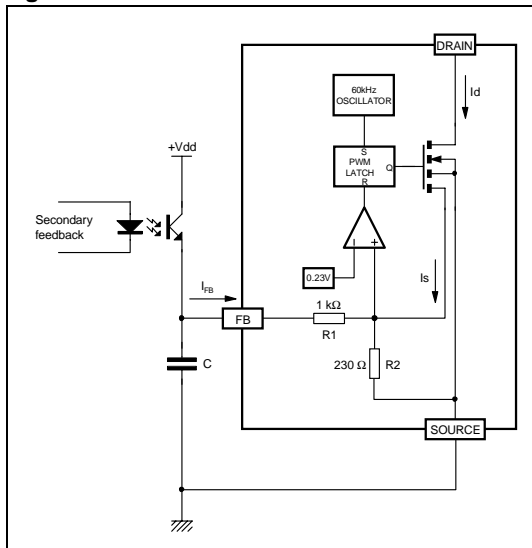 DRAIN
60kHz
OSCILLATOR
Id
+Vdd
S
PWM
LATCH
Q
R
Secondary
feedback
0.23V
Is
I_FB
1 kΩ
FB
R1
C
230 Ω
R2
SOURCE